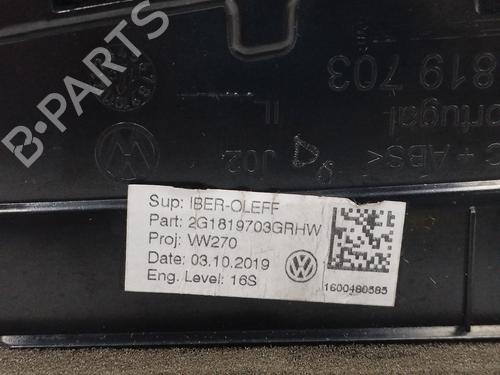 819 703
Portugal
C + ABS<
J02
Sup: IBER-OLEFF
Part: 2G1819703GRHW
Proj: VW270
Date: 03.10.2019
Eng. Level: 16S
1600480585
B-PARTS